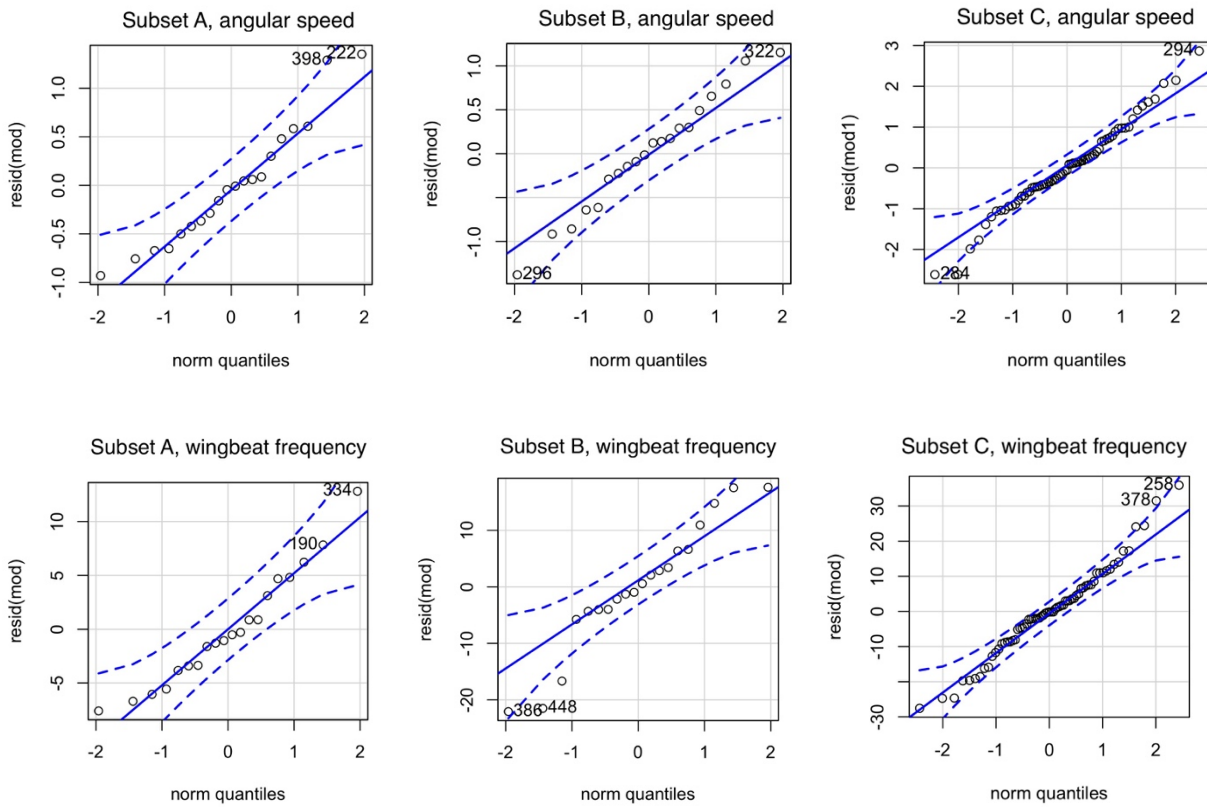 Subset A, angular speed
resid(mod)
1.0
0.5
0.0
-0.5
-1.0
398
222
-2 -1 0 1 2
norm quantiles
Subset B, angular speed
resid(mod)
1.0
0.0
-1.0
322
296
-2 -1 0 1 2
norm quantiles
Subset C, angular speed
resid(mod1)
3
2
1
0
-1
-2
294
284
-2 -1 0 1 2
norm quantiles
Subset A, wingbeat frequency
resid(mod)
10
5
0
-5
334
190
-2 -1 0 1 2
norm quantiles
Subset B, wingbeat frequency
resid(mod)
10
0
-10
-20
386
448
-2 -1 0 1 2
norm quantiles
Subset C, wingbeat frequency
resid(mod)
30
20
10
0
-10
-30
258
378
-2 -1 0 1 2
norm quantiles